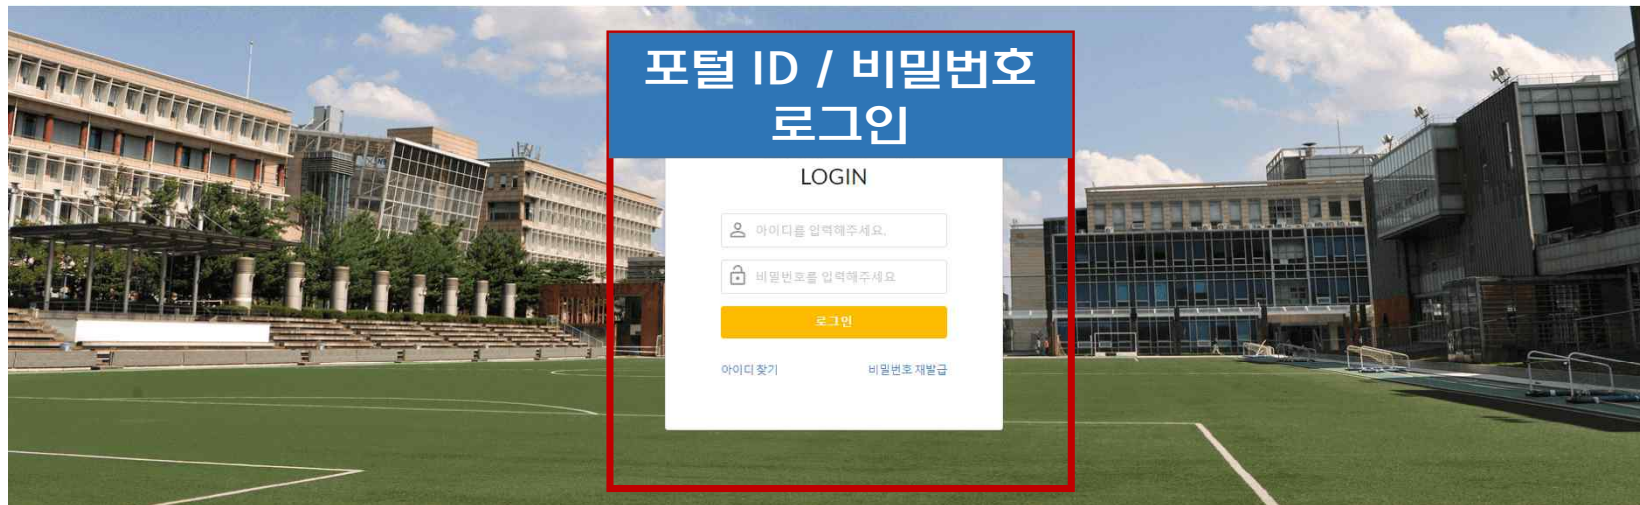 포털 ID / 비밀번호
로그인
LOGIN
아이디를 입력해주세요.
비밀번호를 입력해주세요
로그인
아이디 찾기
비밀번호 재발급